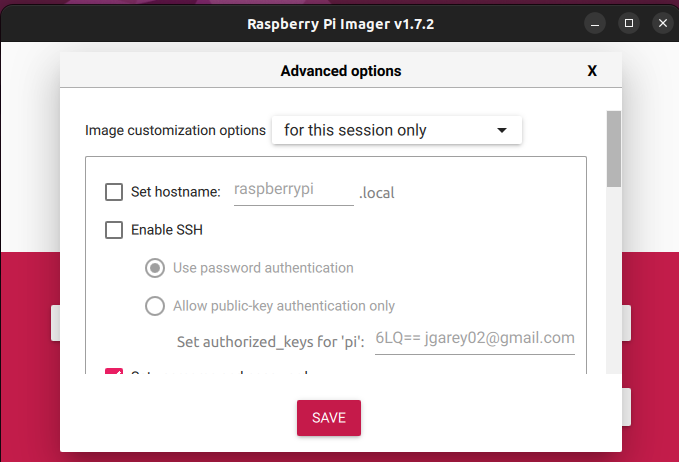 Raspberry Pi Imager v1.7.2
Advanced options X
Image customization options for this session only
Set hostname: raspberrypi .local
Enable SSH
Use password authentication
Allow public-key authentication only
Set authorized_keys for 'pi': 6LQ== jgarey02@gmail.com
SAVE